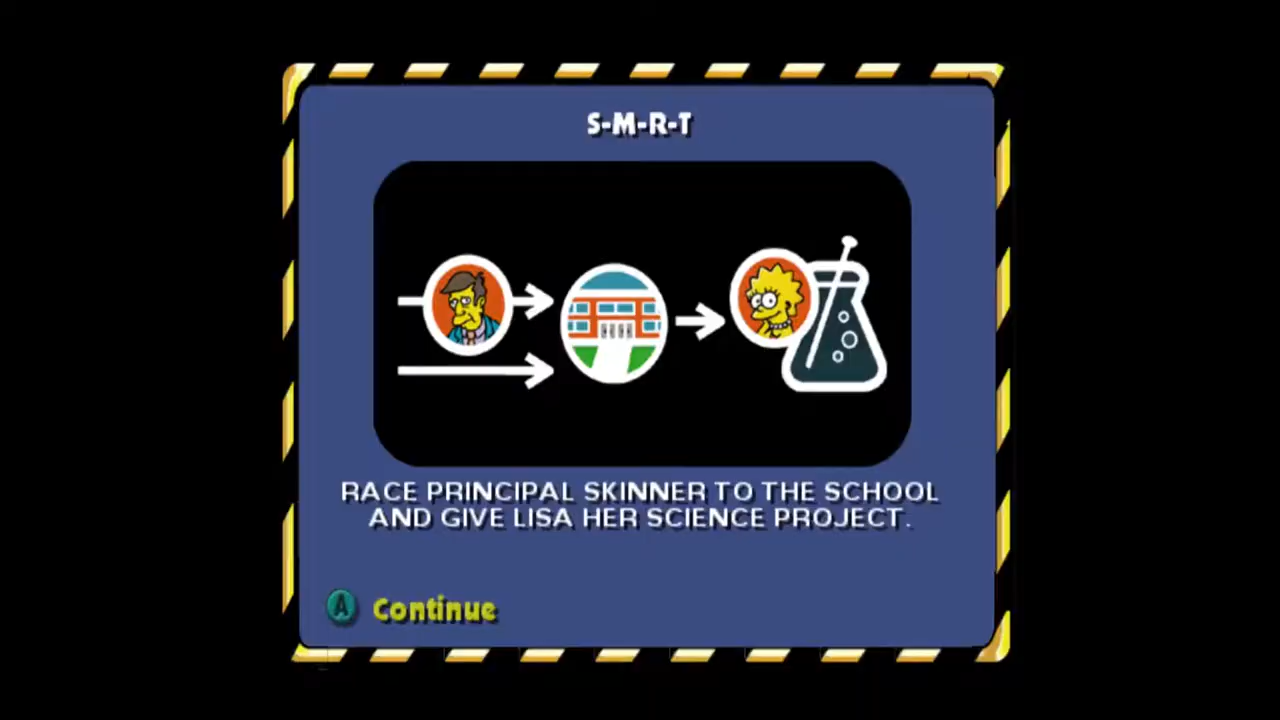 S-M-R-T
RACE PRINCIPAL SKINNER TO THE SCHOOL
AND GIVE LISA HER SCIENCE PROJECT.
A Continue